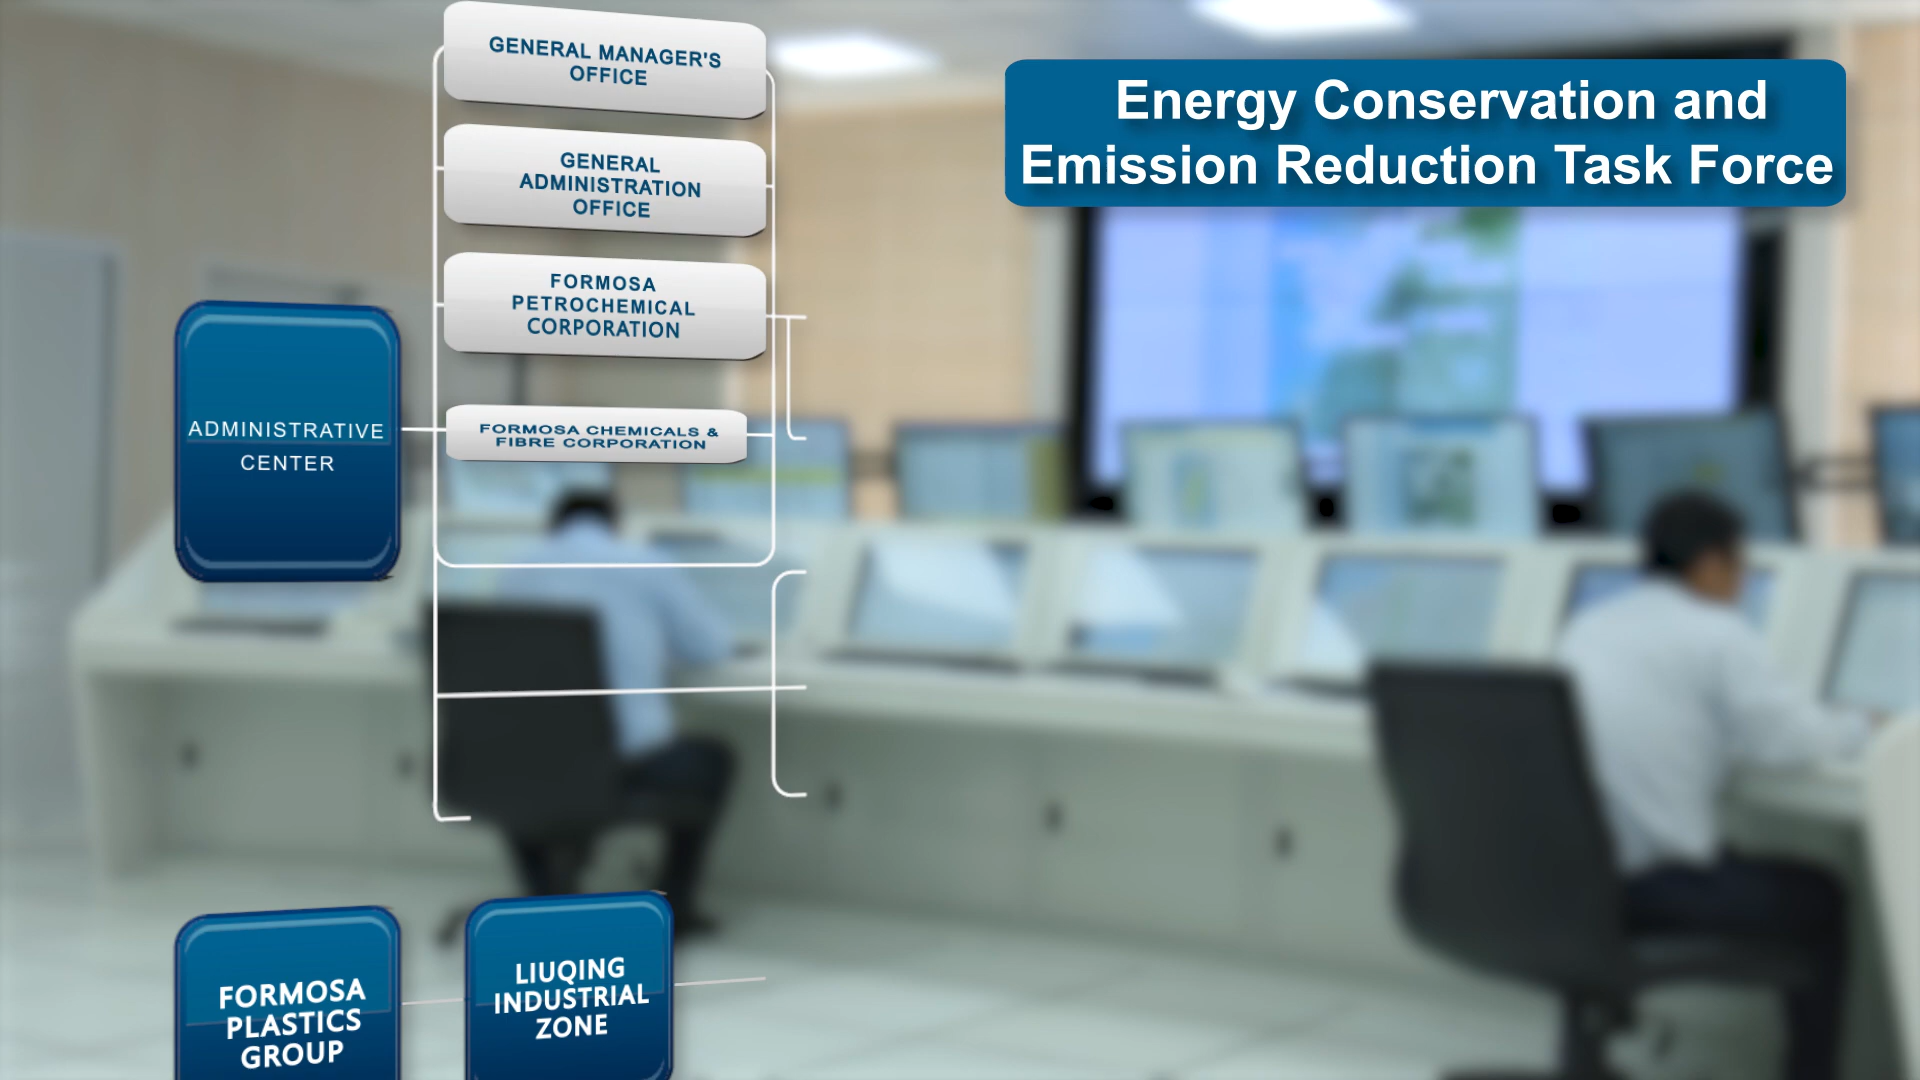 Energy Conservation and
Emission Reduction Task Force
GENERAL MANAGER'S
OFFICE
GENERAL
ADMINISTRATION
OFFICE
FORMOSA
PETROCHEMICAL
CORPORATION
FORMOSA CHEMICALS &
FIBRE CORPORATION
ADMINISTRATIVE
CENTER
FORMOSA
PLASTICS
GROUP
LIUQING
INDUSTRIAL
ZONE